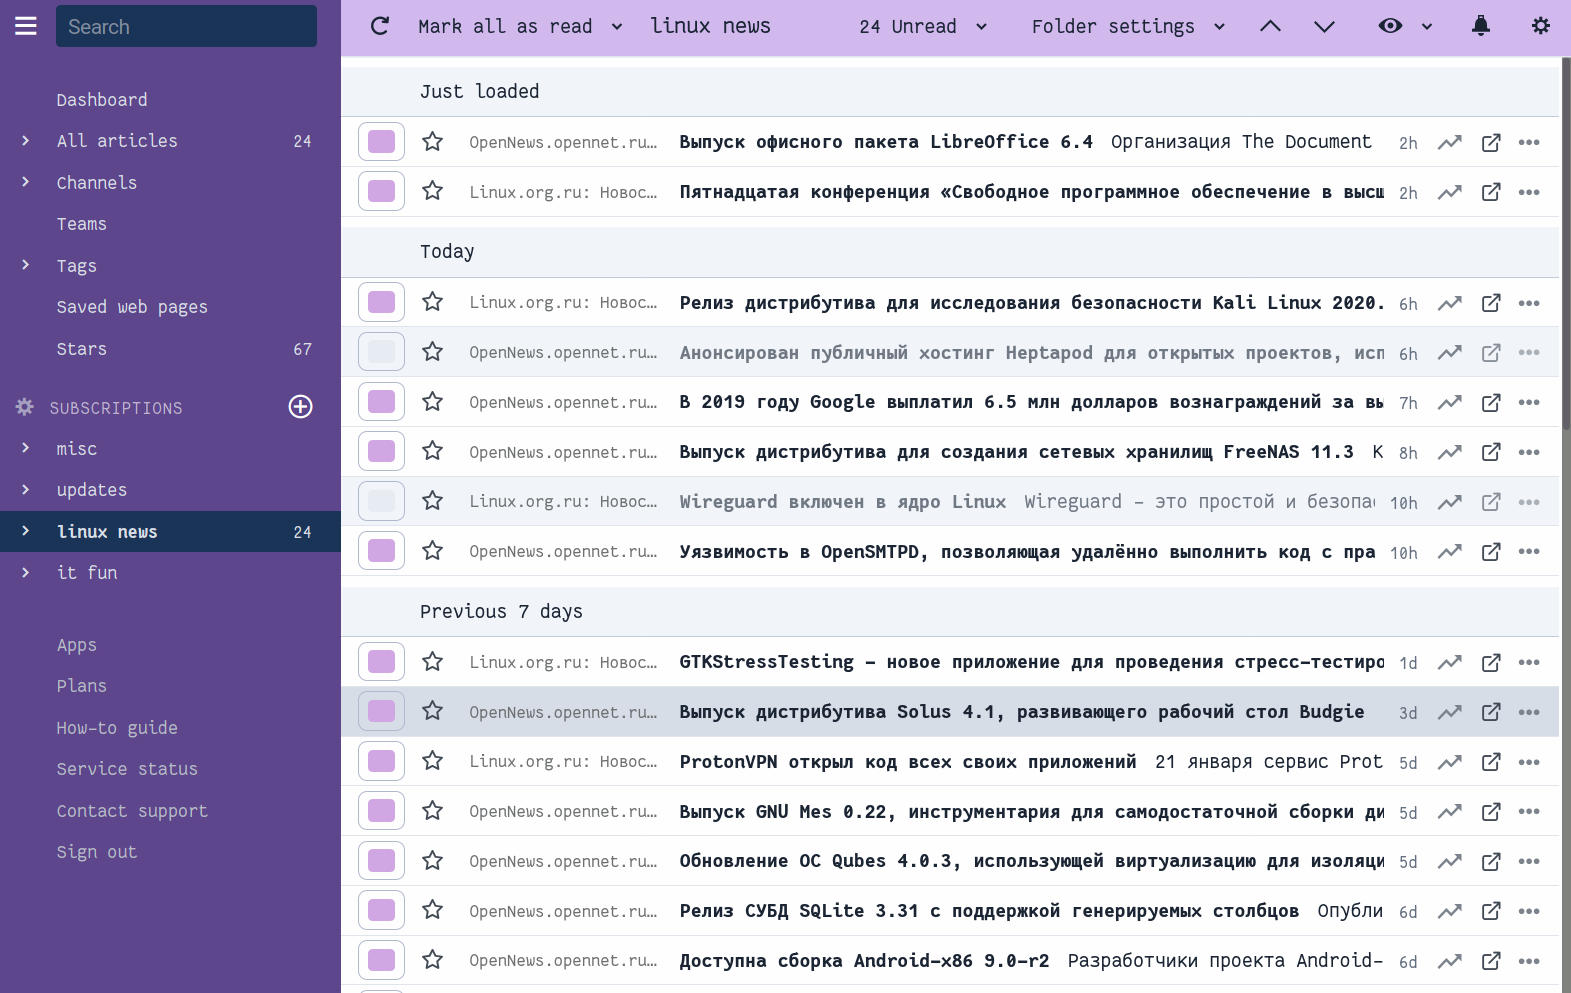 Search
Dashboard
All articles 24
Channels
Teams
Tags
Saved web pages
Stars 67
SUBSCRIPTIONS
misc
updates
linux news 24
it fun
Apps
Plans
How-to guide
Service status
Contact support
Sign out
Mark all as read linux news 24 Unread Folder settings
Just loaded
OpenNews.opennet.ru… Выпуск офисного пакета LibreOffice 6.4 Организация The Document 2h
Linux.org.ru: Новос… Пятнадцатая конференция «Свободное программное обеспечение в высш 2h
Today
Linux.org.ru: Новос… Релиз дистрибутива для исследования безопасности Kali Linux 2020. 6h
OpenNews.opennet.ru… Анонсирован публичный хостинг Heptapod для открытых проектов, исп 6h
OpenNews.opennet.ru… В 2019 году Google выплатил 6.5 млн долларов вознаграждений за вы 7h
OpenNews.opennet.ru… Выпуск дистрибутива для создания сетевых хранилищ FreeNAS 11.3 К 8h
Linux.org.ru: Новос… Wireguard включен в ядро Linux Wireguard – это простой и безопас 10h
OpenNews.opennet.ru… Уязвимость в OpenSMTPD, позволяющая удалённо выполнить код с пра 10h
Previous 7 days
Linux.org.ru: Новос… GTKStressTesting – новое приложение для проведения стресс-тестиро 1d
OpenNews.opennet.ru… Выпуск дистрибутива Solus 4.1, развивающего рабочий стол Budgie 3d
Linux.org.ru: Новос… ProtonVPN открыл код всех своих приложений 21 января сервис Prot 5d
OpenNews.opennet.ru… Выпуск GNU Mes 0.22, инструментария для самодостаточной сборки ди 5d
OpenNews.opennet.ru… Обновление ОС Qubes 4.0.3, использующей виртуализацию для изоляци 5d
OpenNews.opennet.ru… Релиз СУБД SQLite 3.31 с поддержкой генерируемых столбцов Опубли 6d
OpenNews.opennet.ru… Доступна сборка Android-x86 9.0-r2 Разработчики проекта Android- 6d